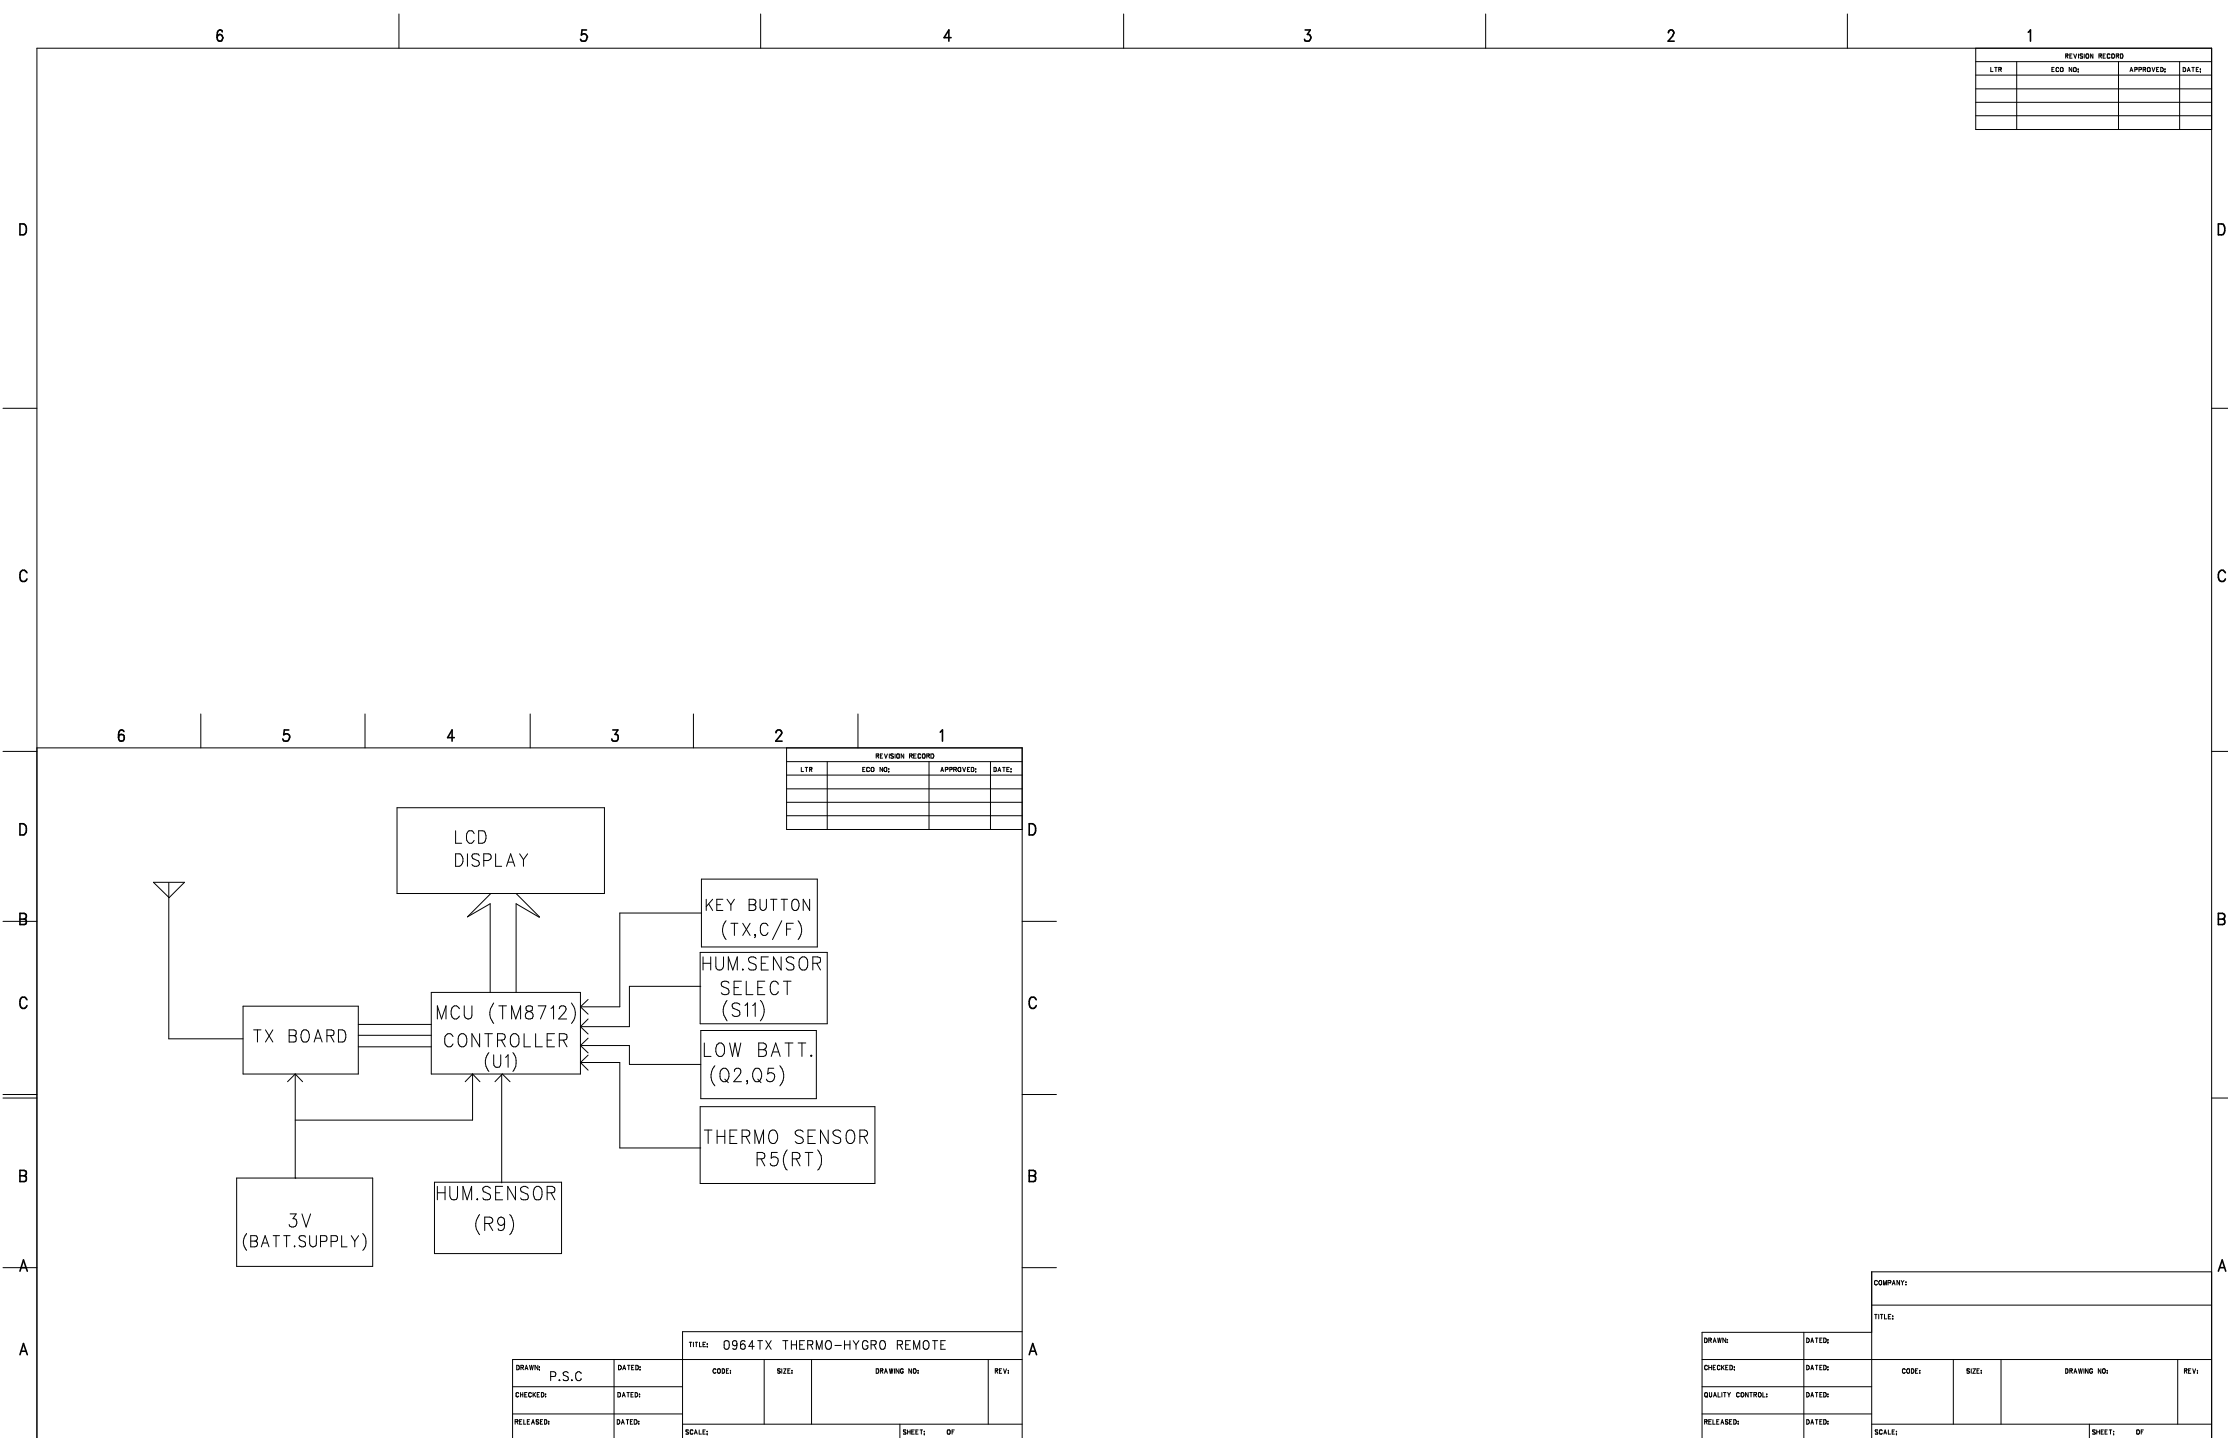 6 5 4 3 2 1
REVISION RECORD
LTR ECO NO: APPROVED: DATE:
D D
C C
6 5 4 3 2 1
REVISION RECORD
LTR ECO NO: APPROVED: DATE:
D D
LCD
DISPLAY
KEY BUTTON
(TX,C/F)
B B
HUM.SENSOR
SELECT
(S11)
C C
MCU (TM8712)
CONTROLLER
(U1)
TX BOARD
LOW BATT.
(Q2,Q5)
THERMO SENSOR
R5(RT)
B B
HUM.SENSOR
(R9)
3V
(BATT.SUPPLY)
A A
COMPANY:
TITLE:
TITLE: 0964TX THERMO-HYGRO REMOTE
A A
DRAWN: P.S.C DATED: CODE: SIZE: DRAWING NO: REV:
CHECKED: DATED:
RELEASED: DATED:
SCALE: SHEET: OF
DRAWN: DATED:
CHECKED: DATED: CODE: SIZE: DRAWING NO: REV:
QUALITY CONTROL: DATED:
RELEASED: DATED:
SCALE: SHEET: OF